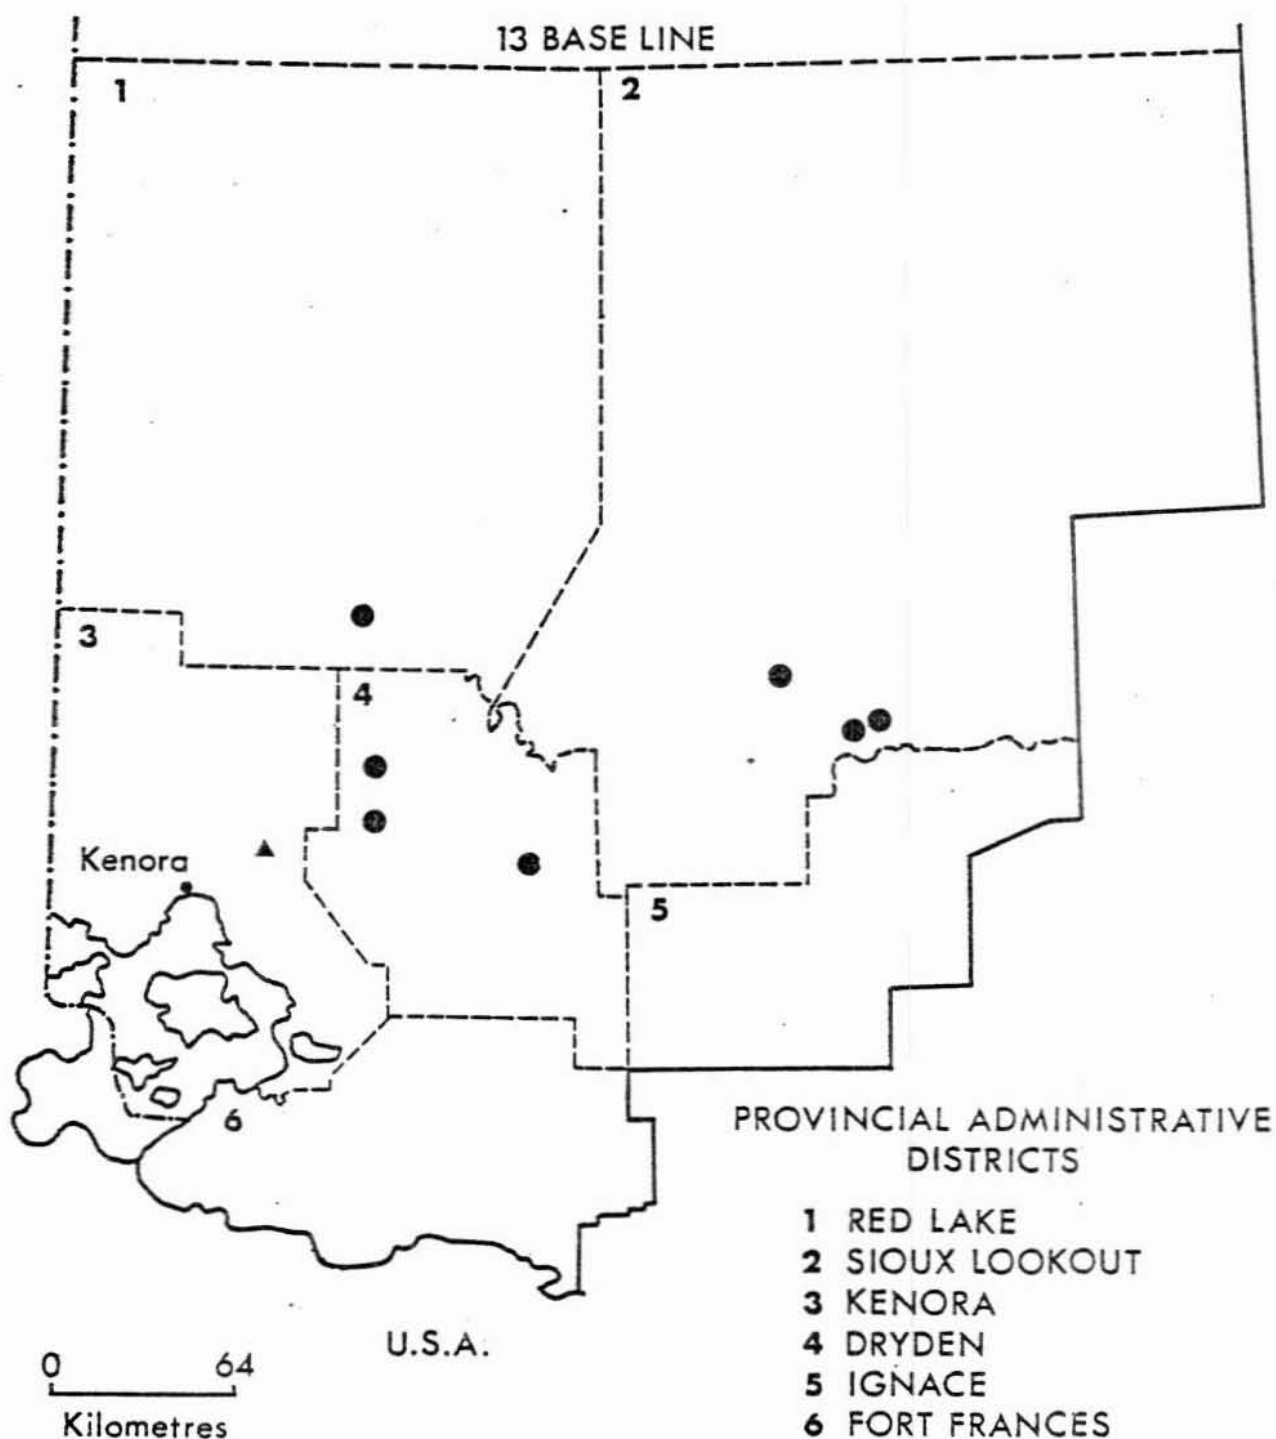 13 BASE LINE
1
2
3
4
Kenora
5
6
PROVINCIAL ADMINISTRATIVE
DISTRICTS
1 RED LAKE
2 SIOUX LOOKOUT
3 KENORA
4 DRYDEN
5 IGNACE
6 FORT FRANCES
U.S.A.
0 64
Kilometres